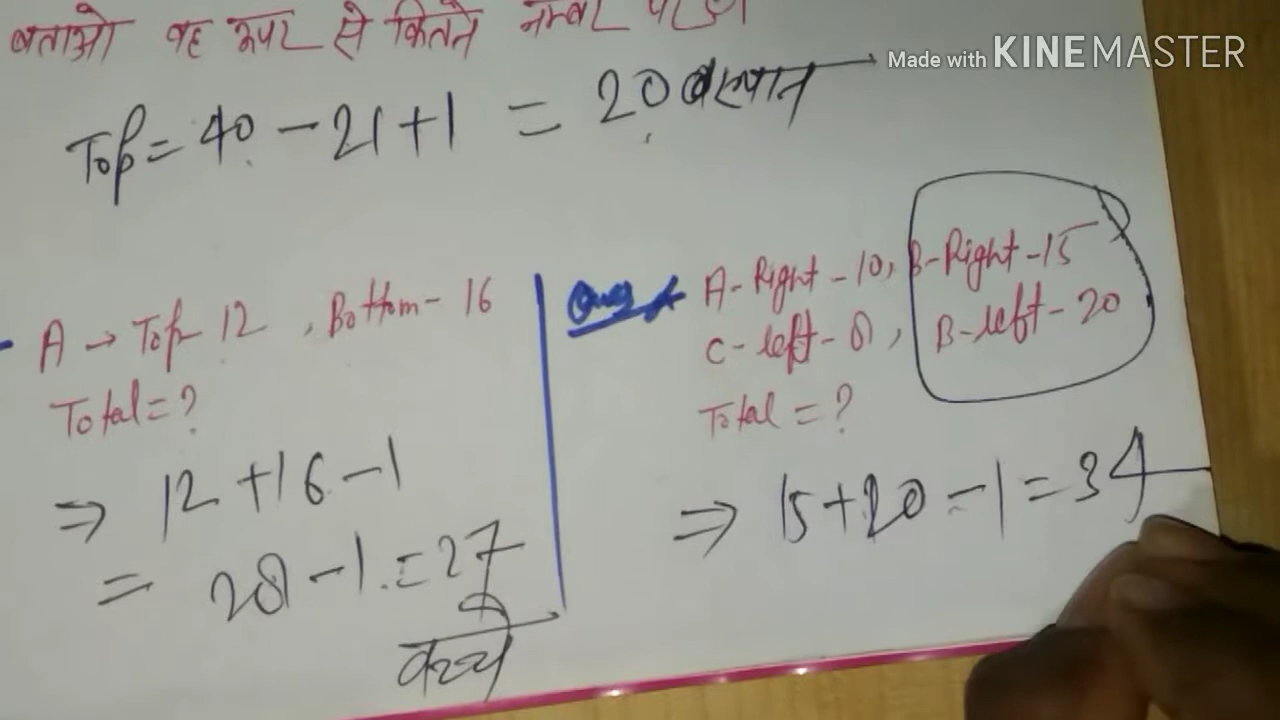 बताओ वह ऊपर से कितने नम्बर पर
Made with KINEMASTER
Top = 40 - 21 + 1 = 20
A → Top - 12, Bottom - 16
Total = ?
⇒ 12 + 16 - 1
= 28 - 1 = 27
बच्चे
Ques A - Right - 10, B - Right - 15
C - left - 8, B - left - 20
Total = ?
⇒ 15 + 20 - 1 = 34